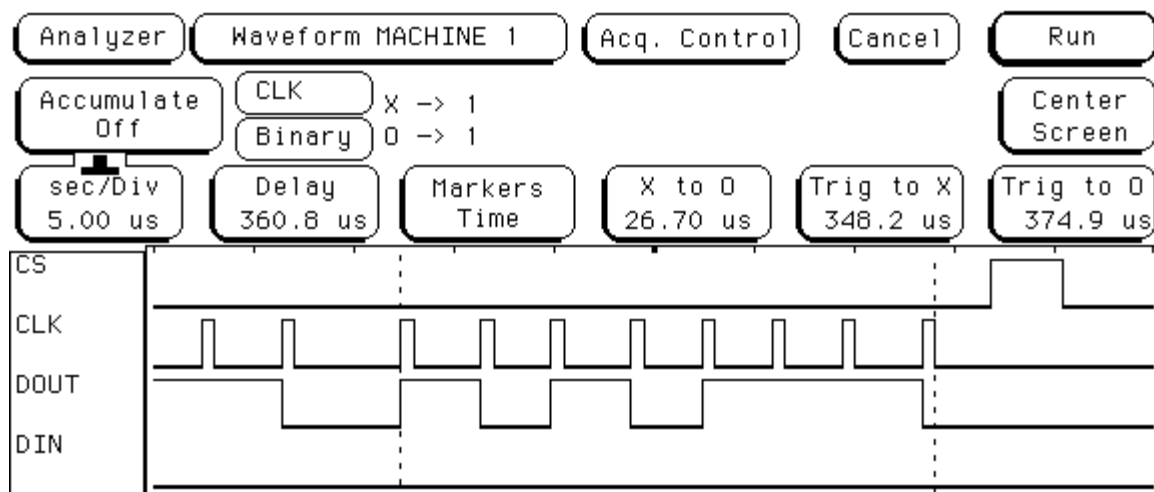 Analyzer Waveform MACHINE 1 Acq. Control Cancel Run
Accumulate Off
CLK X -> 1
Binary O -> 1
Center Screen
sec/Div Delay Markers X to O Trig to X Trig to O
5.00 us 360.8 us Time 26.70 us 348.2 us 374.9 us
CS
CLK
DOUT
DIN